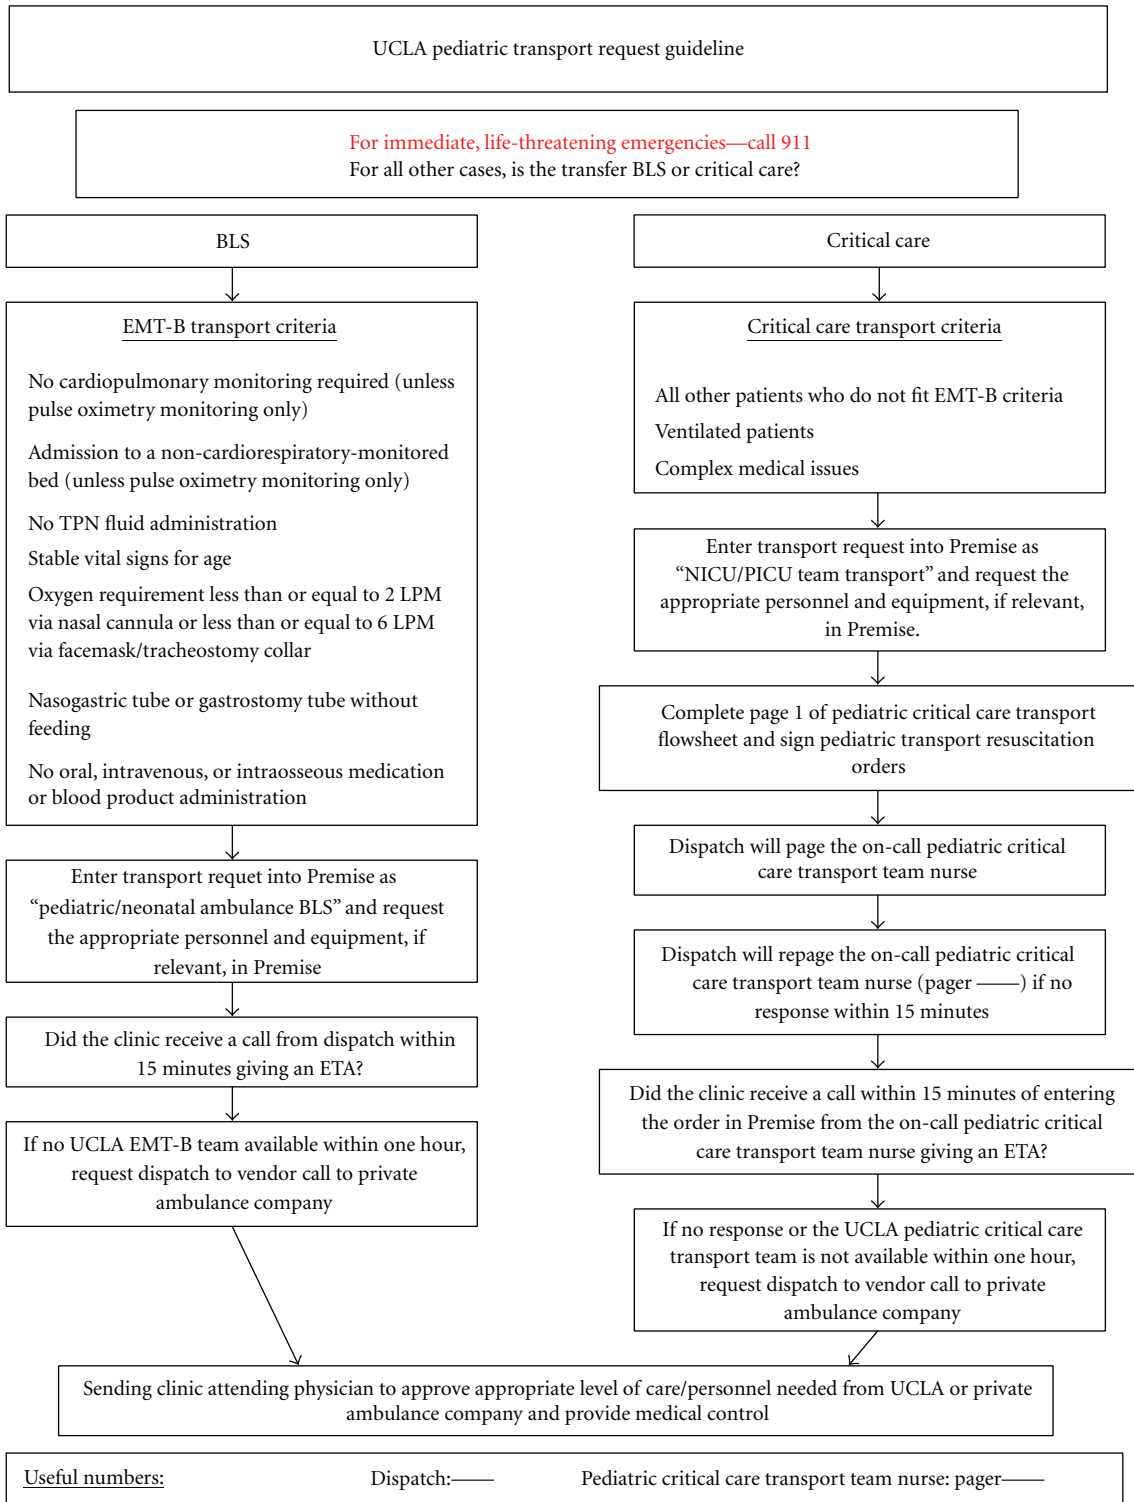 UCLA pediatric transport request guideline
For immediate, life-threatening emergencies—call 911
For all other cases, is the transfer BLS or critical care?
BLS
EMT-B transport criteria
No cardiopulmonary monitoring required (unless
pulse oximetry monitoring only)
Admission to a non-cardiorespiratory-monitored
bed (unless pulse oximetry monitoring only)
No TPN fluid administration
Stable vital signs for age
Oxygen requirement less than or equal to 2 LPM
via nasal cannula or less than or equal to 6 LPM
via facemask/tracheostomy collar
Nasogastric tube or gastrostomy tube without
feeding
No oral, intravenous, or intraosseous medication
or blood product administration
Enter transport requet into Premise as
“pediatric/neonatal ambulance BLS” and request
the appropriate personnel and equipment, if
relevant, in Premise
Did the clinic receive a call from dispatch within
15 minutes giving an ETA?
If no UCLA EMT-B team available within one hour,
request dispatch to vendor call to private
ambulance company
Critical care
Critical care transport criteria
All other patients who do not fit EMT-B criteria
Ventilated patients
Complex medical issues
Enter transport request into Premise as
“NICU/PICU team transport” and request the
appropriate personnel and equipment, if relevant,
in Premise.
Complete page 1 of pediatric critical care transport
flowsheet and sign pediatric transport resuscitation
orders
Dispatch will page the on-call pediatric critical
care transport team nurse
Dispatch will repage the on-call pediatric critical
care transport team nurse (pager ——) if no
response within 15 minutes
Did the clinic receive a call within 15 minutes of entering
the order in Premise from the on-call pediatric critical
care transport team nurse giving an ETA?
If no response or the UCLA pediatric critical care
transport team is not available within one hour,
request dispatch to vendor call to private
ambulance company
Sending clinic attending physician to approve appropriate level of care/personnel needed from UCLA or private
ambulance company and provide medical control
Useful numbers: Dispatch:—— Pediatric critical care transport team nurse: pager——